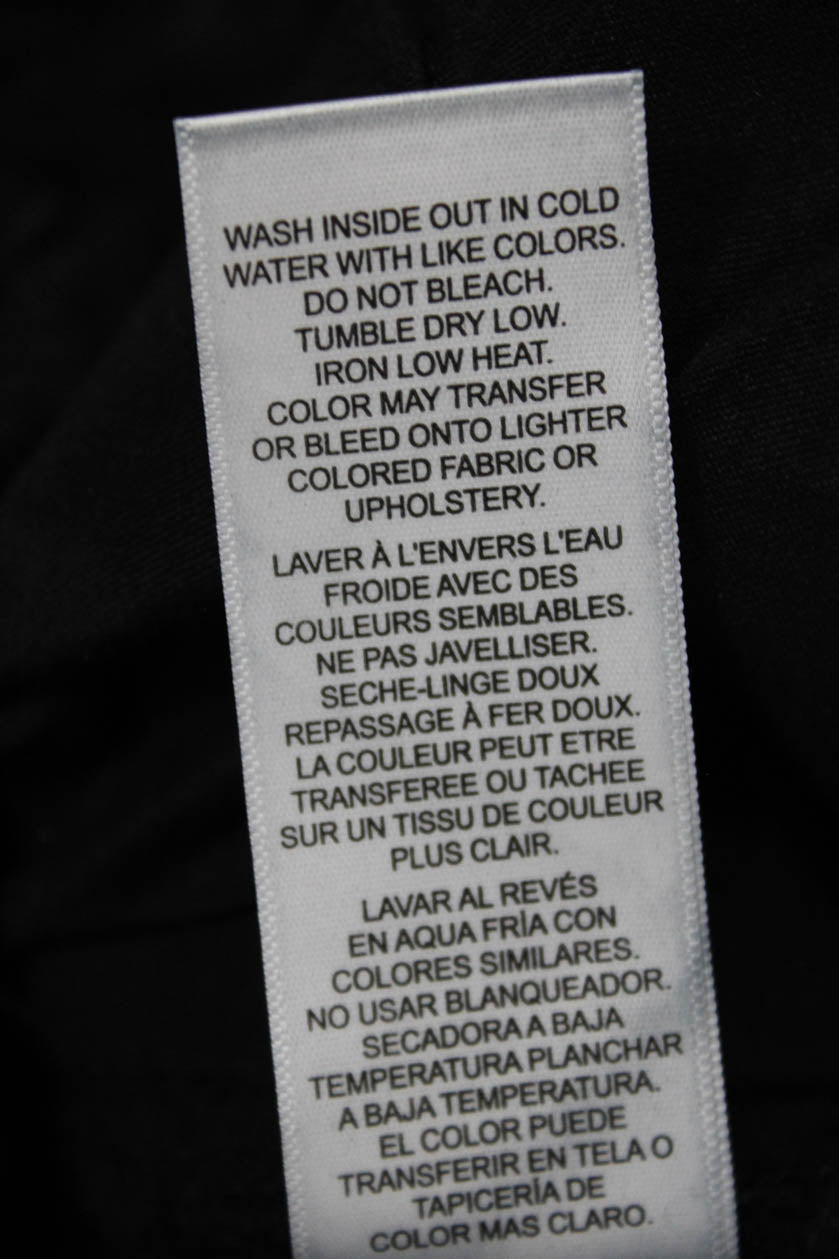 WASH INSIDE OUT IN COLD
WATER WITH LIKE COLORS.
DO NOT BLEACH.
TUMBLE DRY LOW.
IRON LOW HEAT.
COLOR MAY TRANSFER
OR BLEED ONTO LIGHTER
COLORED FABRIC OR
UPHOLSTERY.
LAVER À L'ENVERS L'EAU
FROIDE AVEC DES
COULEURS SEMBLABLES.
NE PAS JAVELLISER.
SECHE-LINGE DOUX
REPASSAGE À FER DOUX.
LA COULEUR PEUT ETRE
TRANSFEREE OU TACHEE
SUR UN TISSU DE COULEUR
PLUS CLAIR.
LAVAR AL REVÉS
EN AQUA FRÌA CON
COLORES SIMILARES.
NO USAR BLANQUEADOR.
SECADORA A BAJA
TEMPERATURA PLANCHAR
A BAJA TEMPERATURA.
EL COLOR PUEDE
TRANSFERIR EN TELA O
TAPICERÌA DE
COLOR MAS CLARO.